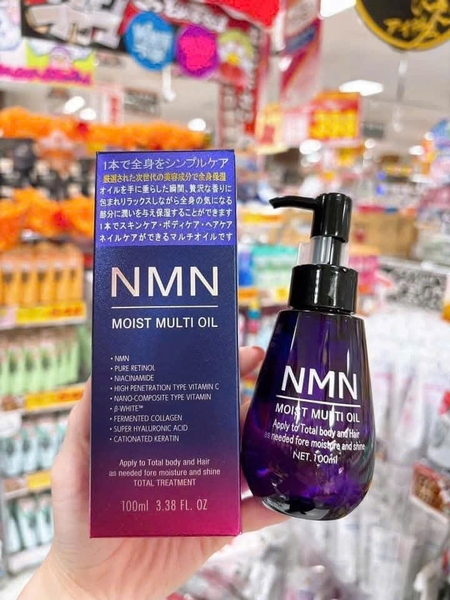 1本で全身をシンプルケア
厳選された次世代の美容成分で全身保湿
オイルを手に垂らした瞬間、贅沢な香りに
包まれリラックスしながら全身の気になる
部分に潤いを与え保湿することができます
1本でスキンケア・ボディケア・ヘアケア
ネイルケアができるマルチオイルです
NMN
MOIST MULTI OIL
・NMN
・PURE RETINOL
・NIACINAMIDE
・HIGH PENETRATION TYPE VITAMIN C
・NANO-COMPOSITE TYPE VITAMIN
・β-WHITE™
・FERMENTED COLLAGEN
・SUPER HYALURONIC ACID
・CATIONATED KERATIN
Apply to Total body and Hair
as needed fore moisture and shine
TOTAL TREATMENT
100ml 3.38 FL. OZ
NMN
MOIST MULTI OIL
Apply to Total body and Hair
as needed fore moisture and shine
NET. 100ml